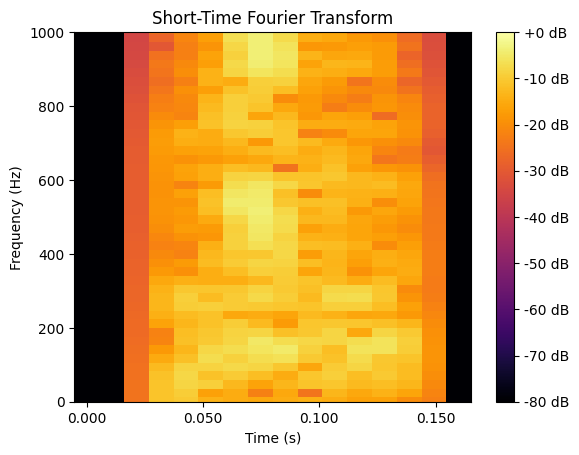 Short-Time Fourier Transform
Frequency (Hz)
1000
800
600
400
200
0
0.000
0.050
0.100
0.150
Time (s)
+0 dB
-10 dB
-20 dB
-30 dB
-40 dB
-50 dB
-60 dB
-70 dB
-80 dB